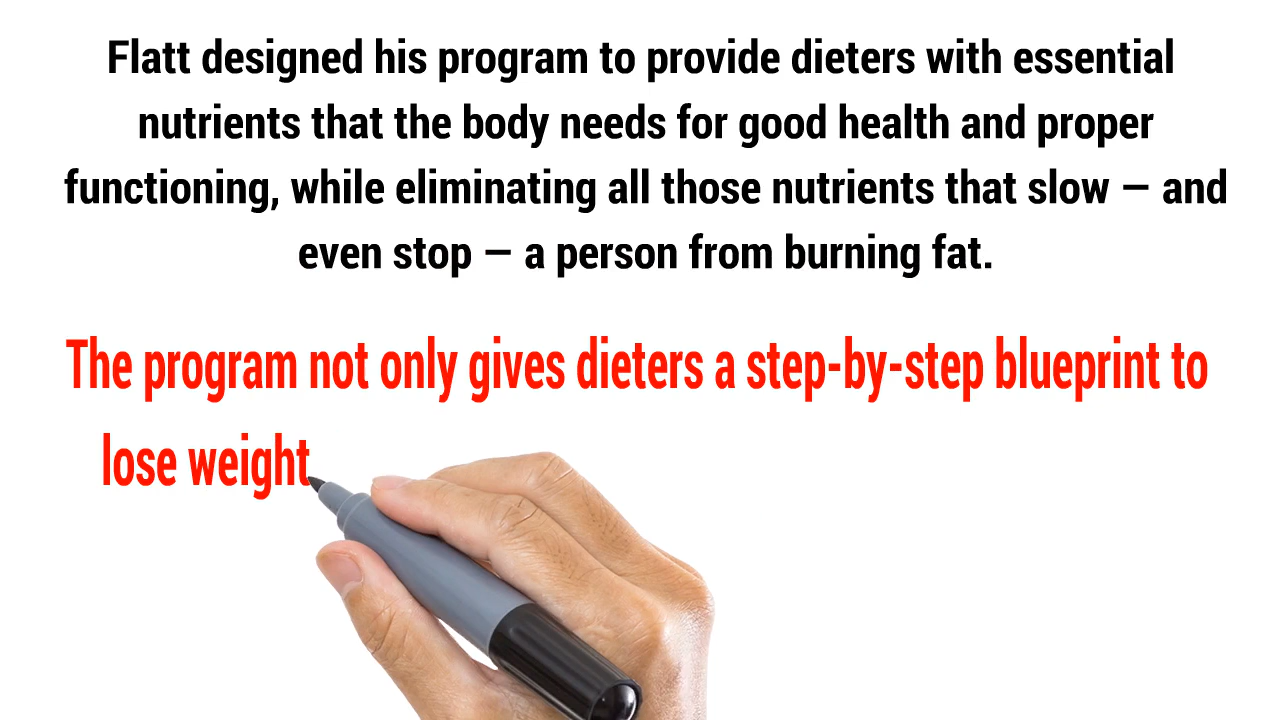 Flatt designed his program to provide dieters with essential
nutrients that the body needs for good health and proper
functioning, while eliminating all those nutrients that slow — and
even stop — a person from burning fat.
The program not only gives dieters a step-by-step blueprint to
lose weight